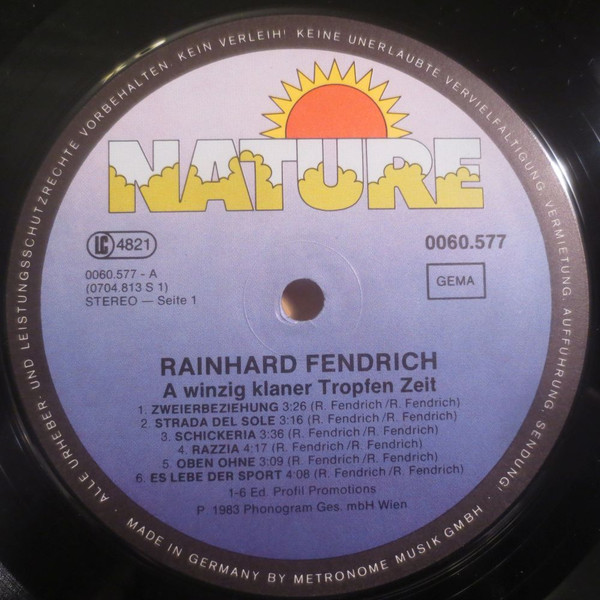 ALLE URHEBER- UND LEISTUNGSSCHUTZRECHTE VORBEHALTEN. KEIN VERLEIH! KEINE UNERLAUBTE VERVIELFÄLTIGUNG, VERMIETUNG, AUFFÜHRUNG, SENDUNG!
NATURE
LC 4821
0060.577
0060.577 - A
(0704.813 S 1)
STEREO — Seite 1
GEMA
RAINHARD FENDRICH
A winzig klaner Tropfen Zeit
1. ZWEIERBEZIEHUNG 3:26 (R. Fendrich /R. Fendrich)
2. STRADA DEL SOLE 3:16 (R. Fendrich /R. Fendrich)
3. SCHICKERIA 3:36 (R. Fendrich /R. Fendrich)
4. RAZZIA 4:17 (R. Fendrich /R. Fendrich)
5. OBEN OHNE 3:09 (R. Fendrich /R. Fendrich)
6. ES LEBE DER SPORT 4:08 (R. Fendrich /R. Fendrich)
1-6 Ed. Profil Promotions
P 1983 Phonogram Ges. mbH Wien
· MADE IN GERMANY BY METRONOME MUSIK GMBH ·